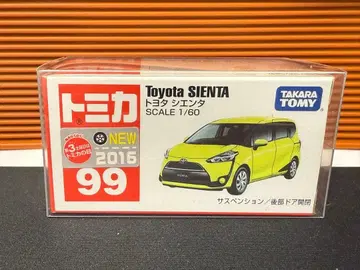 トミカ
Toyota SIENTA
トヨタ シエンタ
SCALE 1/60
TAKARA
TOMY
NEW
2016
99
サスペンション／後部ドア開閉